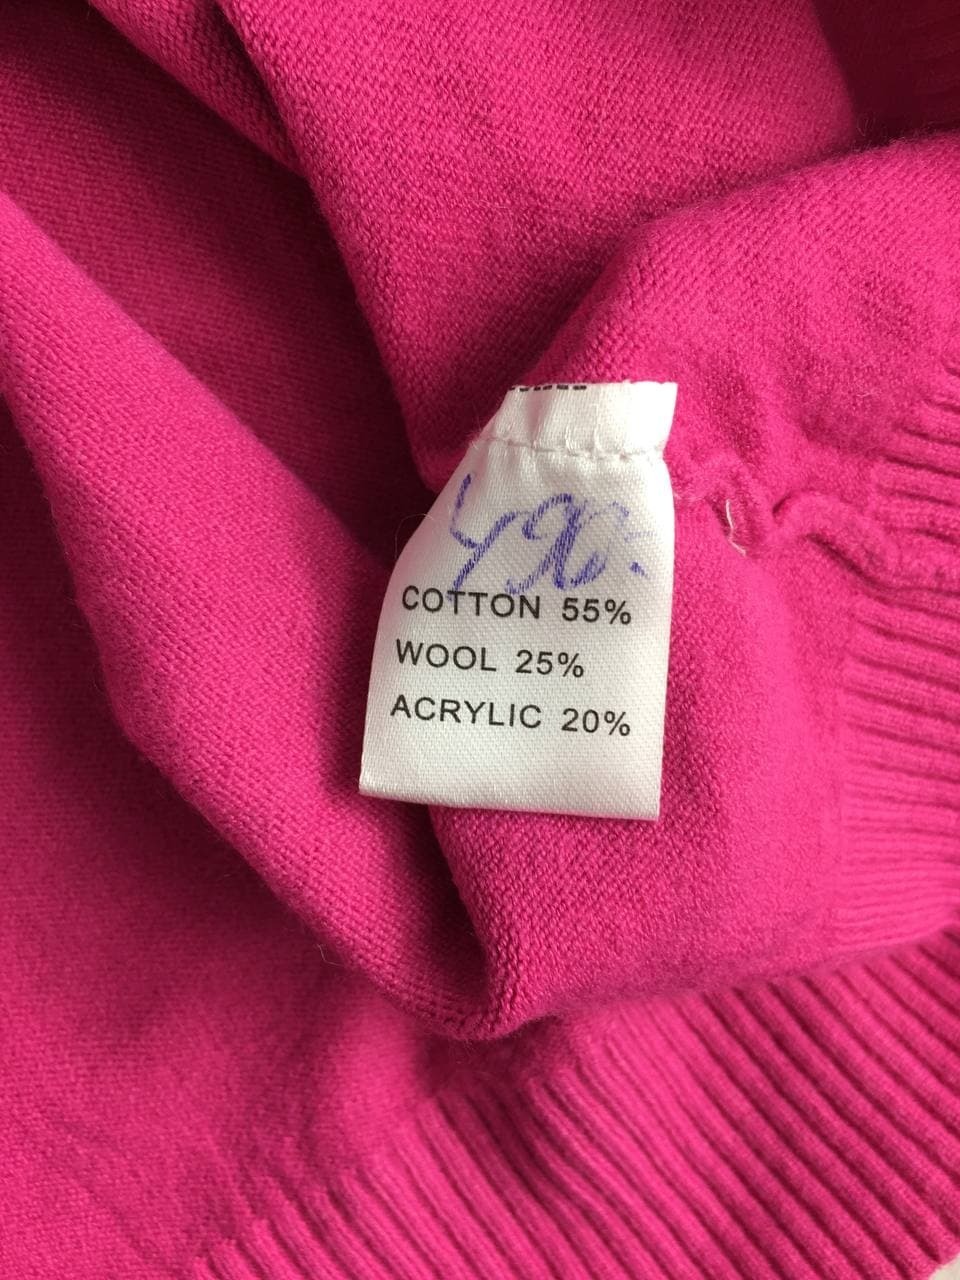 COTTON 55%
WOOL 25%
ACRYLIC 20%